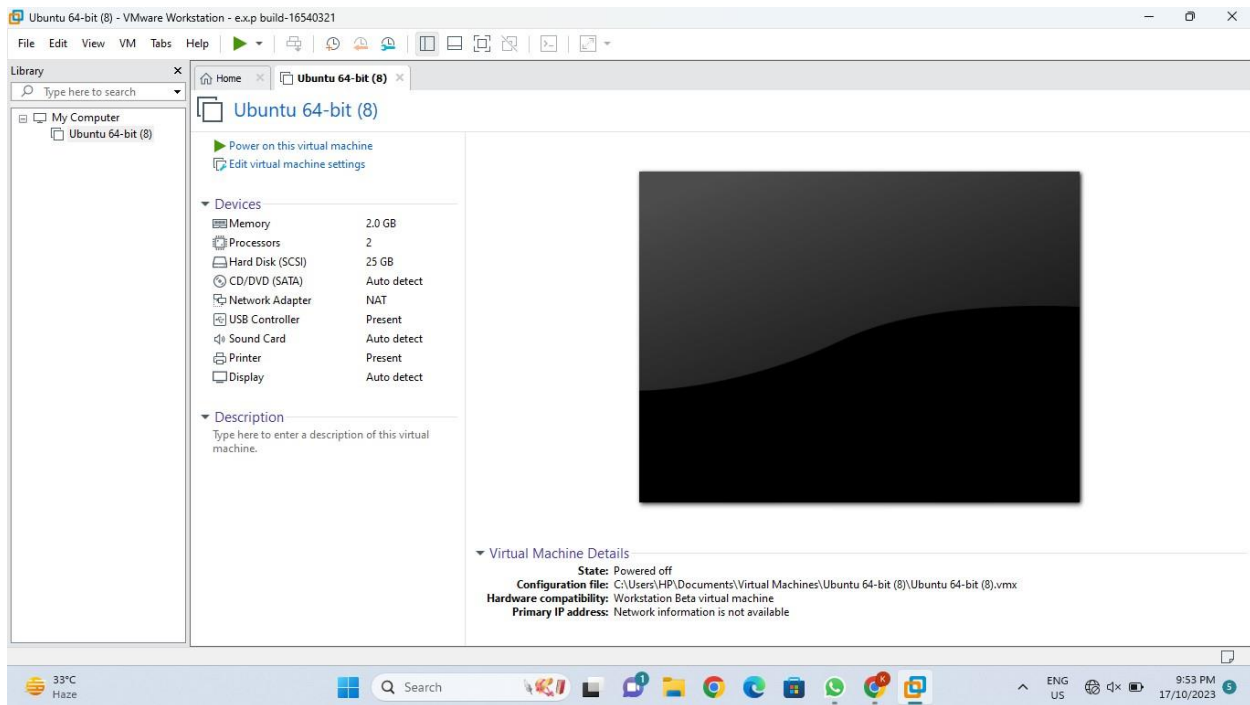 Ubuntu 64-bit (8) - VMware Workstation - e.x.p build-16540321
File Edit View VM Tabs Help
Library
Type here to search
My Computer
Ubuntu 64-bit (8)
Home
Ubuntu 64-bit (8)
Ubuntu 64-bit (8)
Power on this virtual machine
Edit virtual machine settings
Devices
Memory 2.0 GB
Processors 2
Hard Disk (SCSI) 25 GB
CD/DVD (SATA) Auto detect
Network Adapter NAT
USB Controller Present
Sound Card Auto detect
Printer Present
Display Auto detect
Description
Type here to enter a description of this virtual
machine.
Virtual Machine Details
State: Powered off
Configuration file: C:\Users\HP\Documents\Virtual Machines\Ubuntu 64-bit (8)\Ubuntu 64-bit (8).vmx
Hardware compatibility: Workstation Beta virtual machine
Primary IP address: Network information is not available
33°C
Haze
Search
1
K
ENG
US
9:53 PM
17/10/2023
5